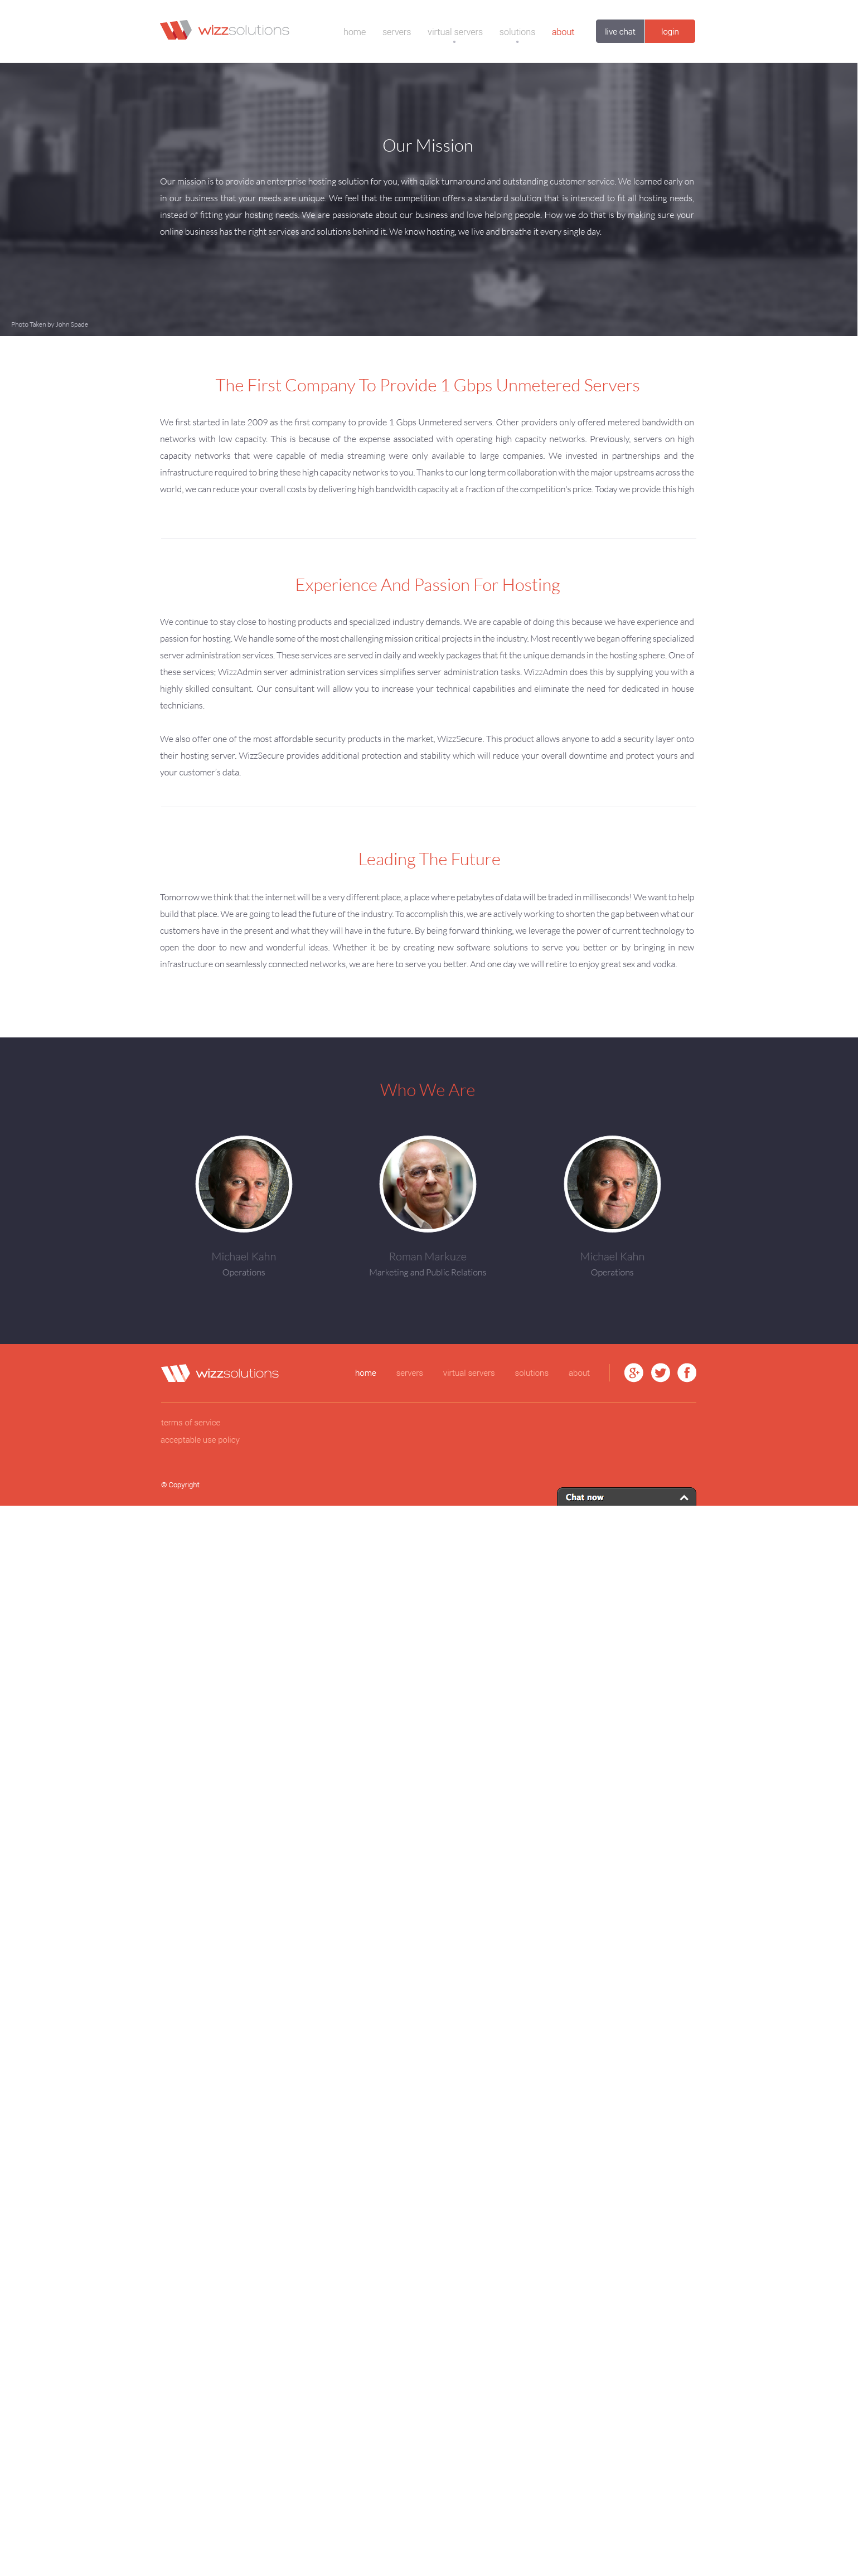 wizzsolutions
home servers virtual servers solutions about live chat login
Our Mission
Our mission is to provide an enterprise hosting solution for you, with quick turnaround and outstanding customer service. We learned early on
in our business that your needs are unique. We feel that the competition offers a standard solution that is intended to fit all hosting needs,
instead of fitting your hosting needs. We are passionate about our business and love helping people. How we do that is by making sure your
online business has the right services and solutions behind it. We know hosting, we live and breathe it every single day.
Photo Taken by John Spade
The First Company To Provide 1 Gbps Unmetered Servers
We first started in late 2009 as the first company to provide 1 Gbps Unmetered servers. Other providers only offered metered bandwidth on
networks with low capacity. This is because of the expense associated with operating high capacity networks. Previously, servers on high
capacity networks that were capable of media streaming were only available to large companies. We invested in partnerships and the
infrastructure required to bring these high capacity networks to you. Thanks to our long term collaboration with the major upstreams across the
world, we can reduce your overall costs by delivering high bandwidth capacity at a fraction of the competition's price. Today we provide this high
Experience And Passion For Hosting
We continue to stay close to hosting products and specialized industry demands. We are capable of doing this because we have experience and
passion for hosting. We handle some of the most challenging mission critical projects in the industry. Most recently we began offering specialized
server administration services. These services are served in daily and weekly packages that fit the unique demands in the hosting sphere. One of
these services; WizzAdmin server administration services simplifies server administration tasks. WizzAdmin does this by supplying you with a
highly skilled consultant. Our consultant will allow you to increase your technical capabilities and eliminate the need for dedicated in house
technicians.
We also offer one of the most affordable security products in the market, WizzSecure. This product allows anyone to add a security layer onto
their hosting server. WizzSecure provides additional protection and stability which will reduce your overall downtime and protect yours and
your customer's data.
Leading The Future
Tomorrow we think that the internet will be a very different place, a place where petabytes of data will be traded in milliseconds! We want to help
build that place. We are going to lead the future of the industry. To accomplish this, we are actively working to shorten the gap between what our
customers have in the present and what they will have in the future. By being forward thinking, we leverage the power of current technology to
open the door to new and wonderful ideas. Whether it be by creating new software solutions to serve you better or by bringing in new
infrastructure on seamlessly connected networks, we are here to serve you better. And one day we will retire to enjoy great sex and vodka.
Who We Are
Michael Kahn Roman Markuze Michael Kahn
Operations Marketing and Public Relations Operations
wizzsolutions home servers virtual servers solutions about
terms of service
acceptable use policy
© Copyright
Chat now